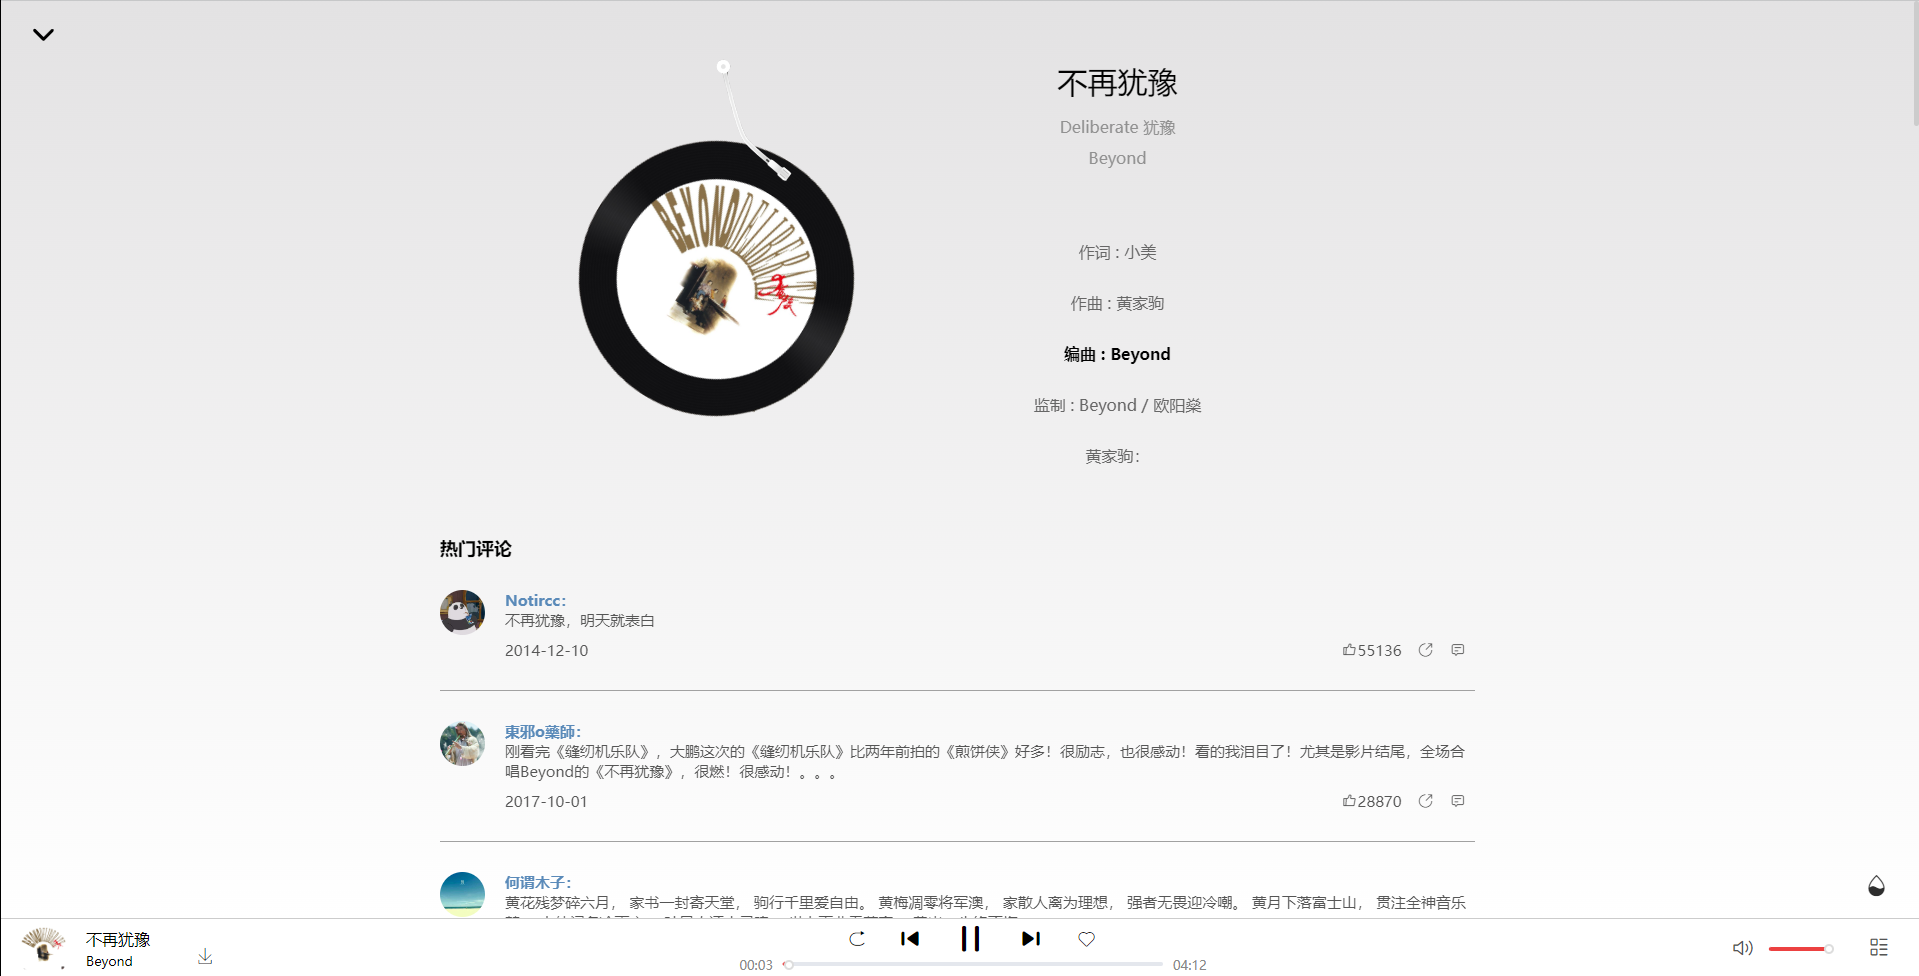 不再犹豫
Deliberate 犹豫
Beyond
作词 : 小美
作曲 : 黄家驹
编曲 : Beyond
监制 : Beyond / 欧阳燊
黄家驹：
BEYOND
热门评论
Notircc：
不再犹豫，明天就表白
2014-12-10
55136
東邪o藥師：
刚看完《缝纫机乐队》，大鹏这次的《缝纫机乐队》比两年前拍的《煎饼侠》好多！很励志，也很感动！看的我泪目了！尤其是影片结尾，全场合
唱Beyond的《不再犹豫》，很燃！很感动！。。。
2017-10-01
28870
何谓木子：
黄花残梦碎六月， 家书一封寄天堂， 驹行千里爱自由。 黄梅凋零将军澳， 家散人离为理想， 强者无畏迎冷嘲。 黄月下落富士山， 贯注全神音乐
不再犹豫
Beyond
00:03
04:12